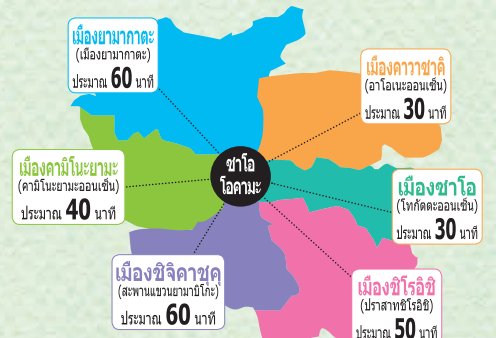 เมืองยามากาตะ
(เมืองยามากาตะ)
ประมาณ 60 นาที
เมืองคาวาซาคิ
(อาโอเนะออนเซ็น)
ประมาณ 30 นาที
ซาโอ
โอคามะ
เมืองคามิโนะยามะ
(คามิโนะยามะออนเซ็น)
ประมาณ 40 นาที
เมืองซาโอ
(โทกัตตะออนเซ็น)
ประมาณ 30 นาที
เมืองชิจิคาชุคุ
(สะพานแขวนยามาบิโกะ)
ประมาณ 60 นาที
เมืองชิโรอิชิ
(ปราสาทชิโรอิชิ)
ประมาณ 50 นาที